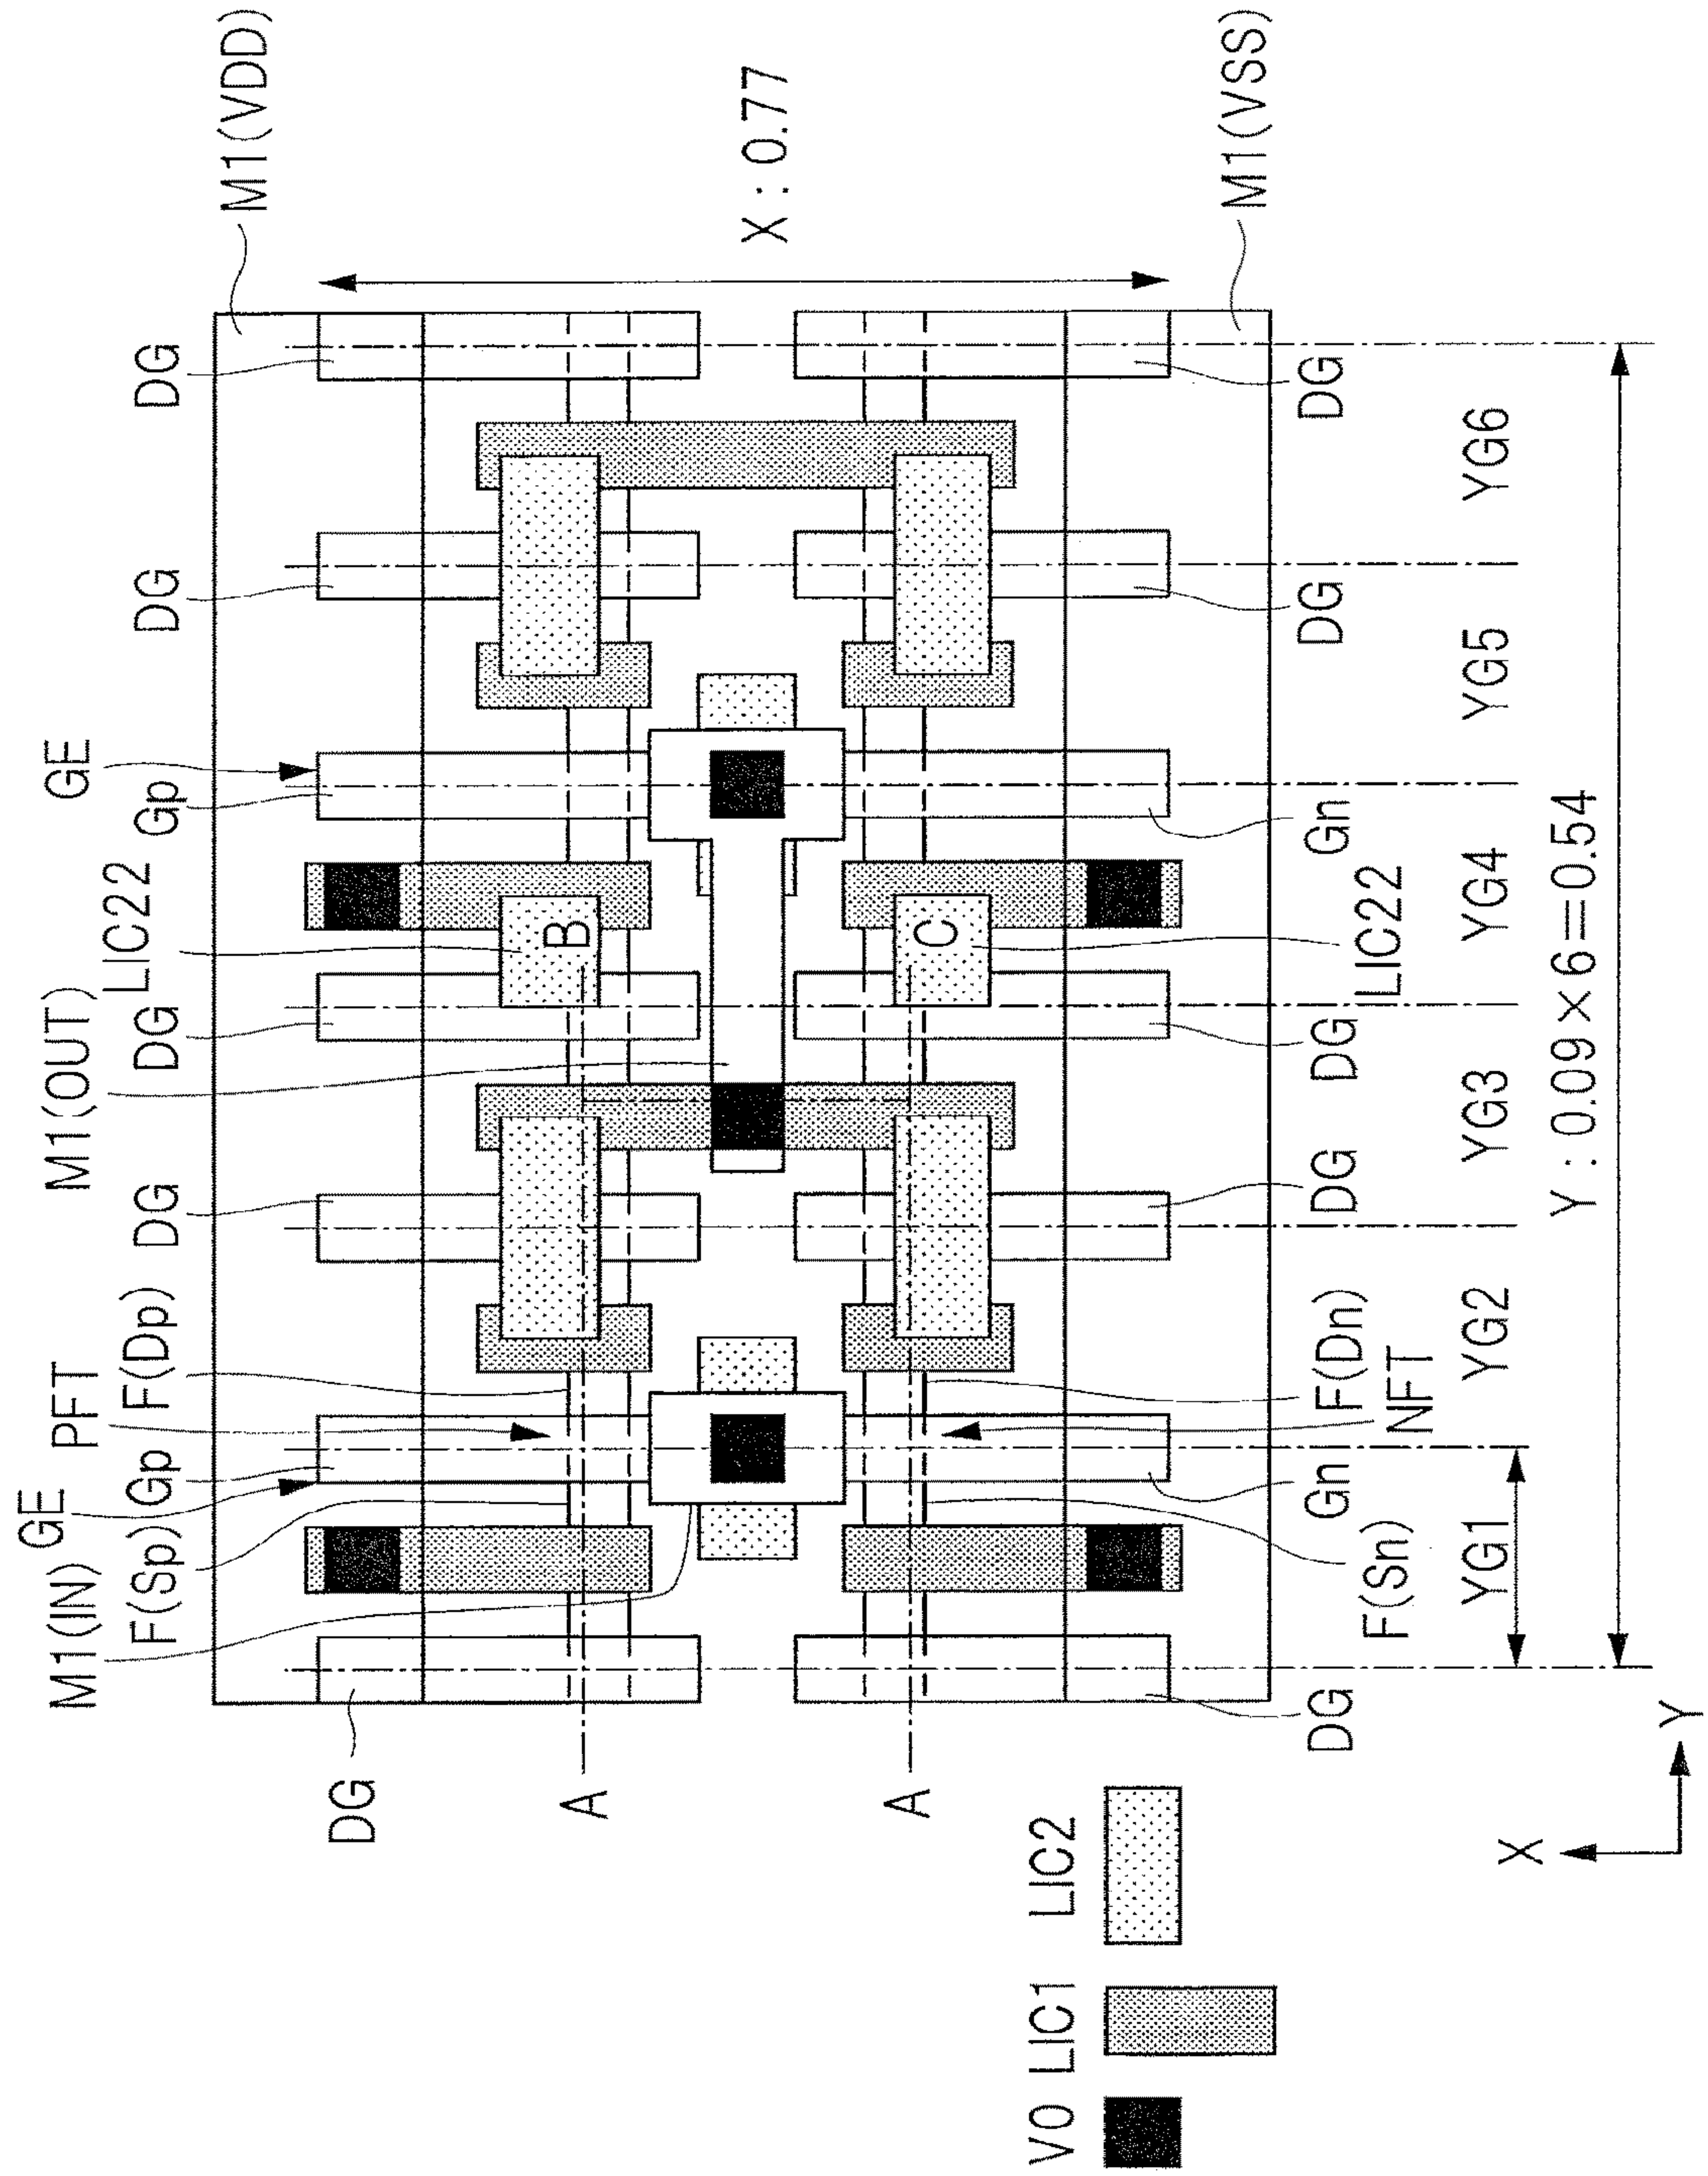 M1(VDD)
X : 0.77
M1(VSS)
DG
DG
DG
DG
YG6
YG5
GE
Gp
Gn
LIC22
B
C
LIC22
YG4
M1(OUT)
DG
DG
YG3
DG
DG
Y : 0.09×6=0.54
PFT
F(Dp)
F(Dn)
NFT
YG2
GE
Gp
Gn
M1(IN)
F(Sp)
F(Sn)
YG1
DG
DG
A
A
X
Y
V0
LIC1
LIC2